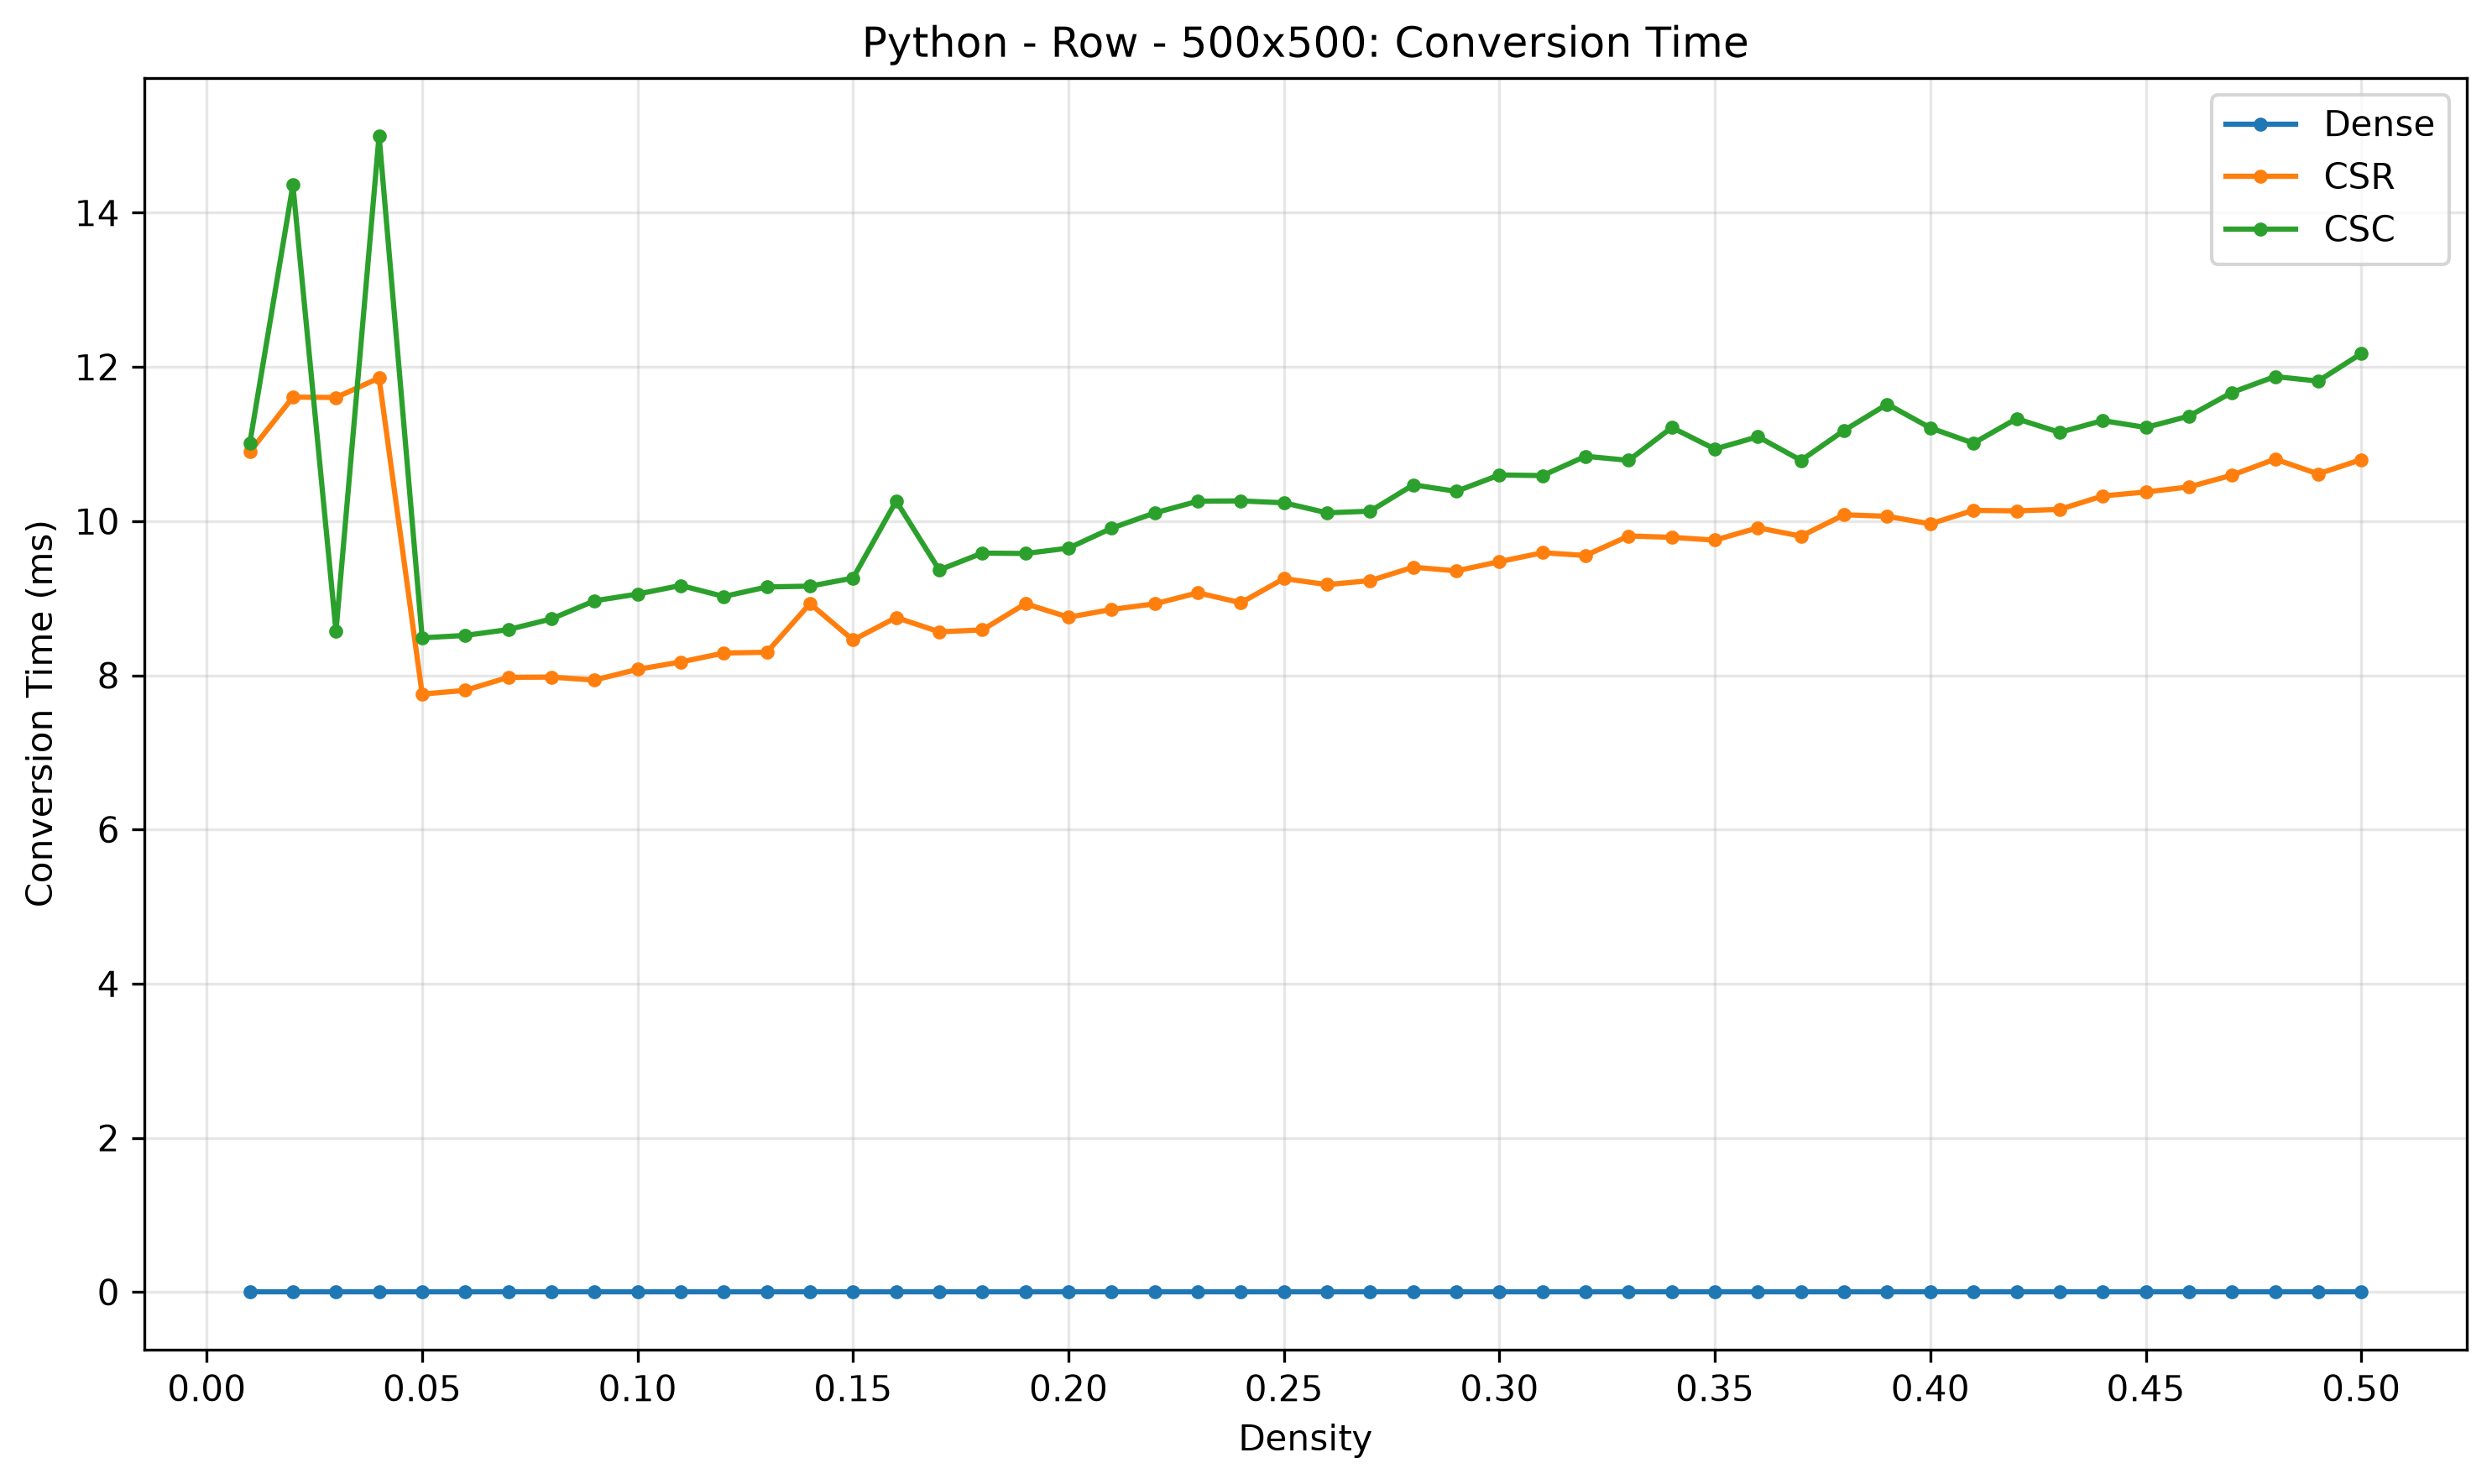 Python - Row - 500x500: Conversion Time
Dense
CSR
CSC
Conversion Time (ms)
14
12
10
8
6
4
2
0
0.00 0.05 0.10 0.15 0.20 0.25 0.30 0.35 0.40 0.45 0.50
Density